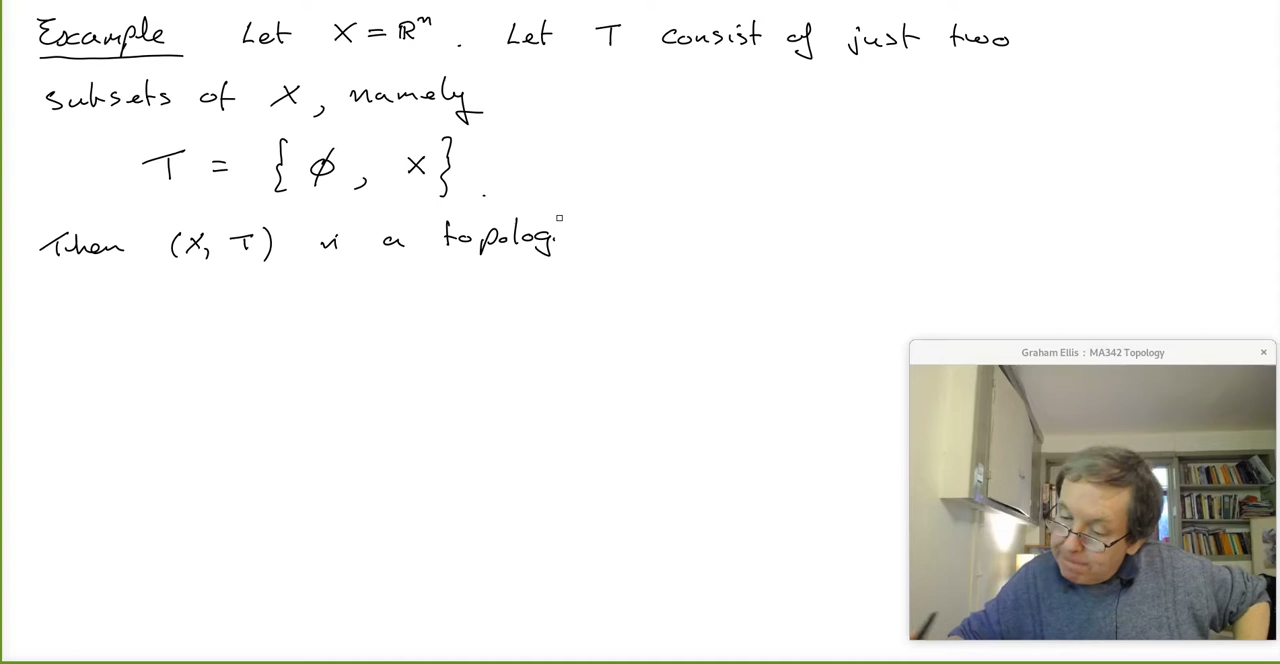 Example Let X = ℝⁿ. Let T consist of just two
subsets of X, namely
T = { ϕ, X }.
Then (X, T) is a topolog
Graham Ellis : MA342 Topology